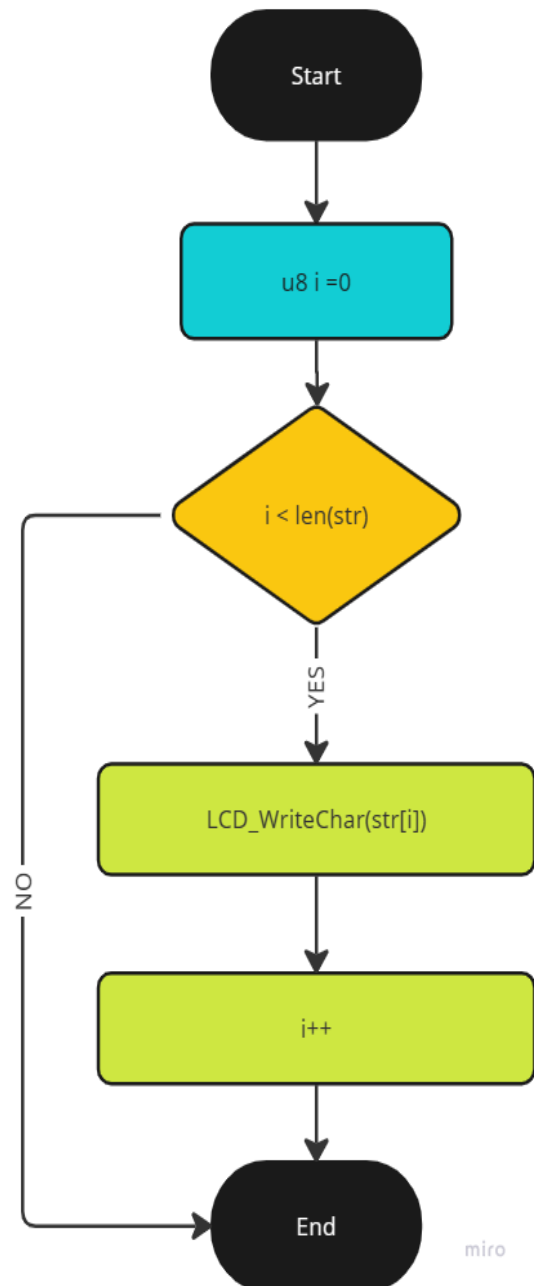 Start
u8 i =0
i < len(str)
YES
LCD_WriteChar(str[i])
NO
i++
End
miro